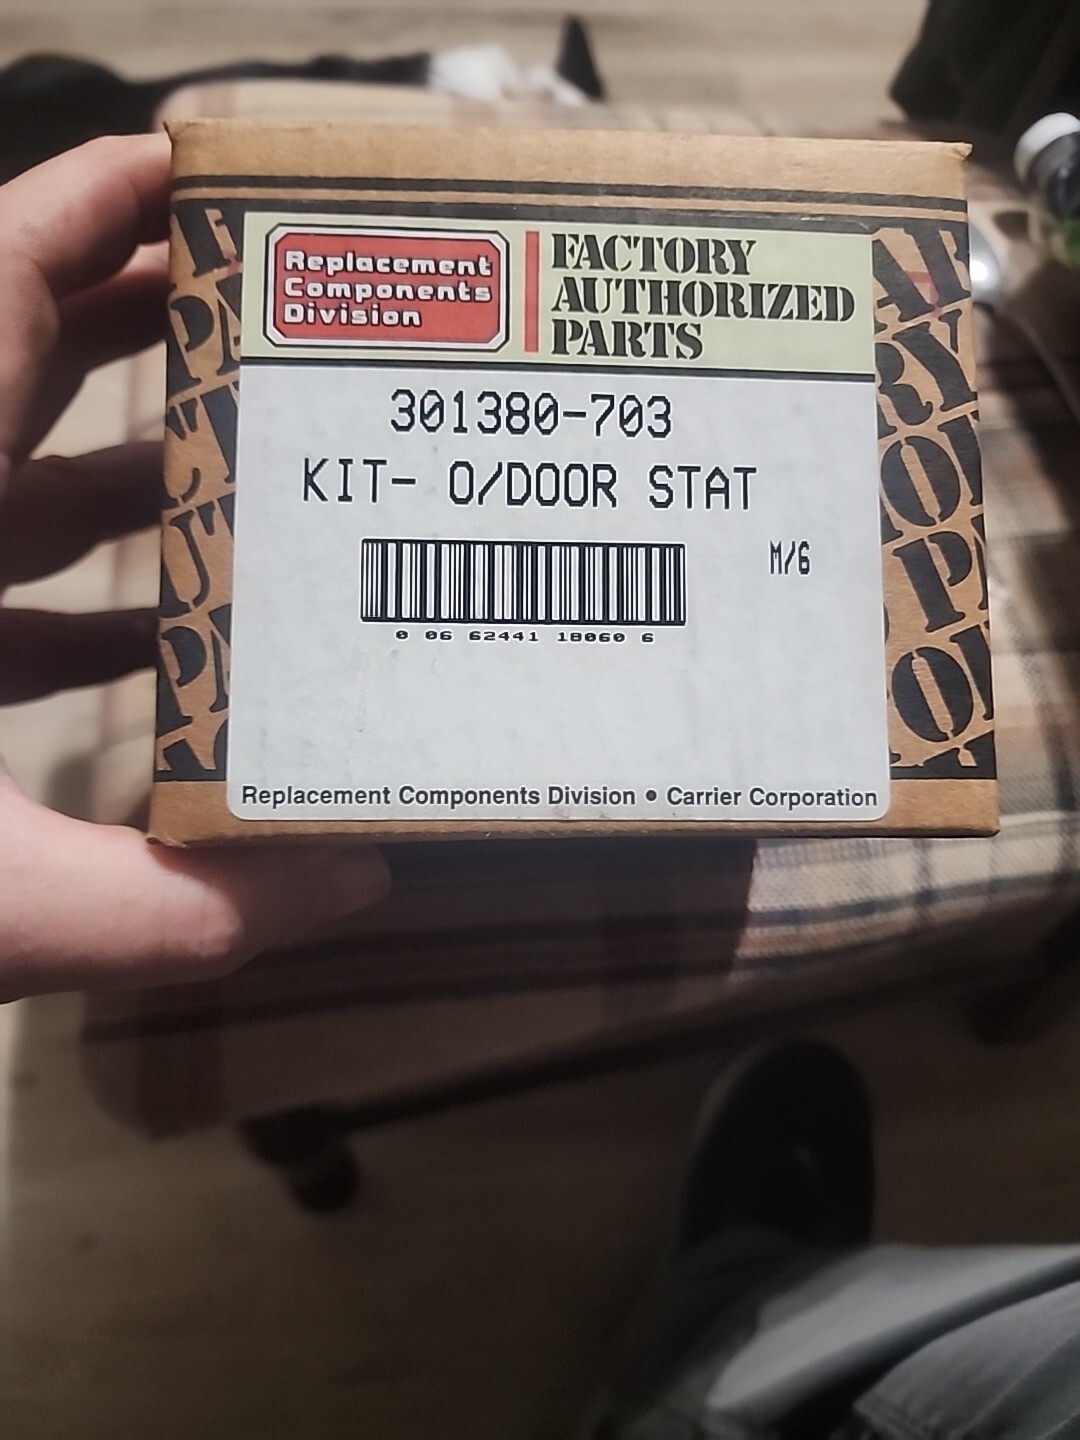 Replacement
Components
Division
FACTORY
AUTHORIZED
PARTS
301380-703
KIT- O/DOOR STAT
M/6
0 06 62441 18060 6
Replacement Components Division • Carrier Corporation